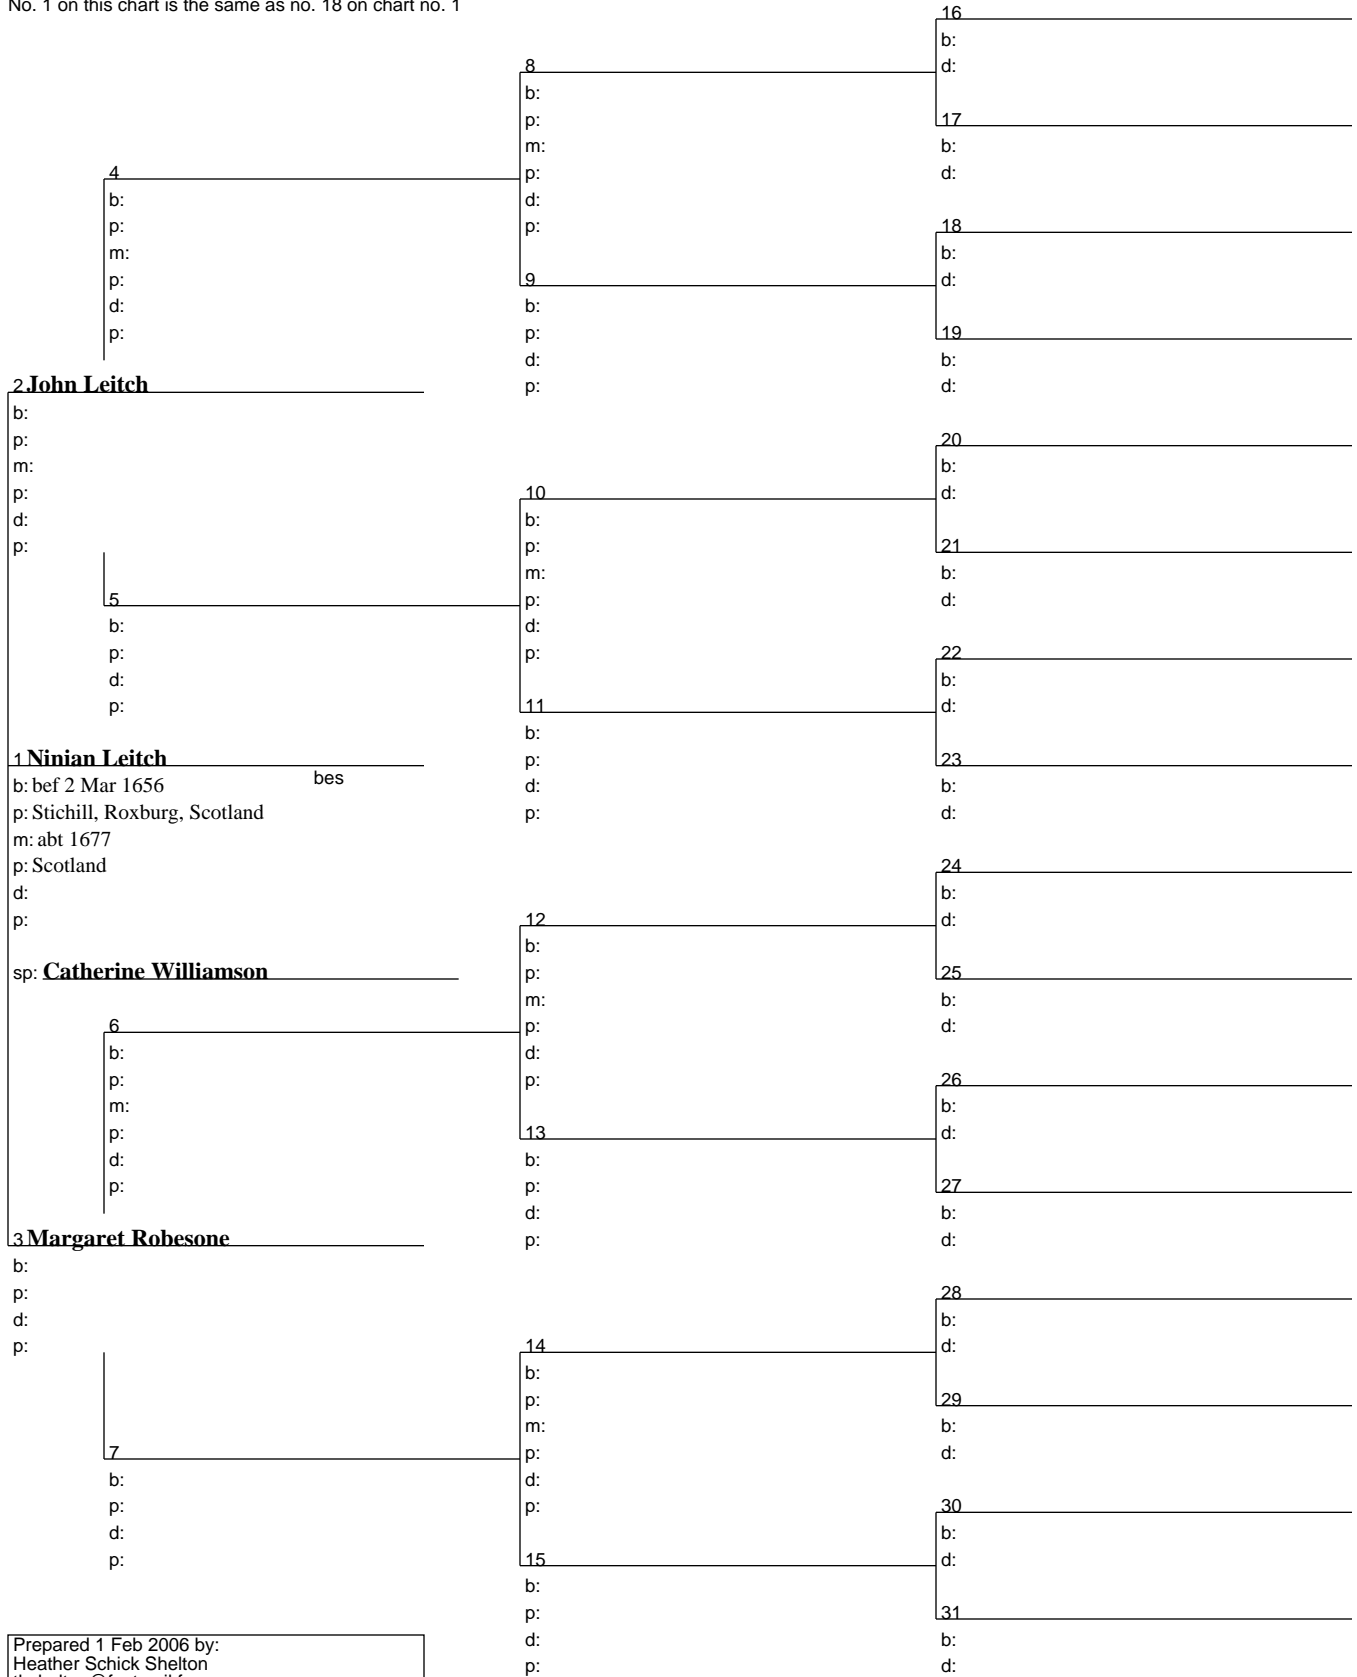 No. 1 on this chart is the same as no. 18 on chart no. 1
16
b:
d:
8
b:
p:
m:
p:
d:
p:
17
b:
d:
4
b:
p:
m:
p:
d:
p:
18
b:
d:
9
b:
p:
d:
p:
19
b:
d:
2 John Leitch
b:
p:
m:
p:
d:
p:
20
b:
d:
10
b:
p:
m:
p:
d:
p:
21
b:
d:
5
b:
p:
d:
p:
22
b:
d:
11
b:
p:
d:
p:
23
b:
d:
1 Ninian Leitch
b: bef 2 Mar 1656 bes
p: Stichill, Roxburg, Scotland
m: abt 1677
p: Scotland
d:
p:
sp: Catherine Williamson
24
b:
d:
12
b:
p:
m:
p:
d:
p:
25
b:
d:
6
b:
p:
m:
p:
d:
p:
26
b:
d:
13
b:
p:
d:
p:
27
b:
d:
3 Margaret Robesone
b:
p:
d:
p:
28
b:
d:
14
b:
p:
m:
p:
d:
p:
29
b:
d:
7
b:
p:
d:
p:
30
b:
d:
15
b:
p:
d:
p:
31
b:
d:
Prepared 1 Feb 2006 by:
Heather Schick Shelton